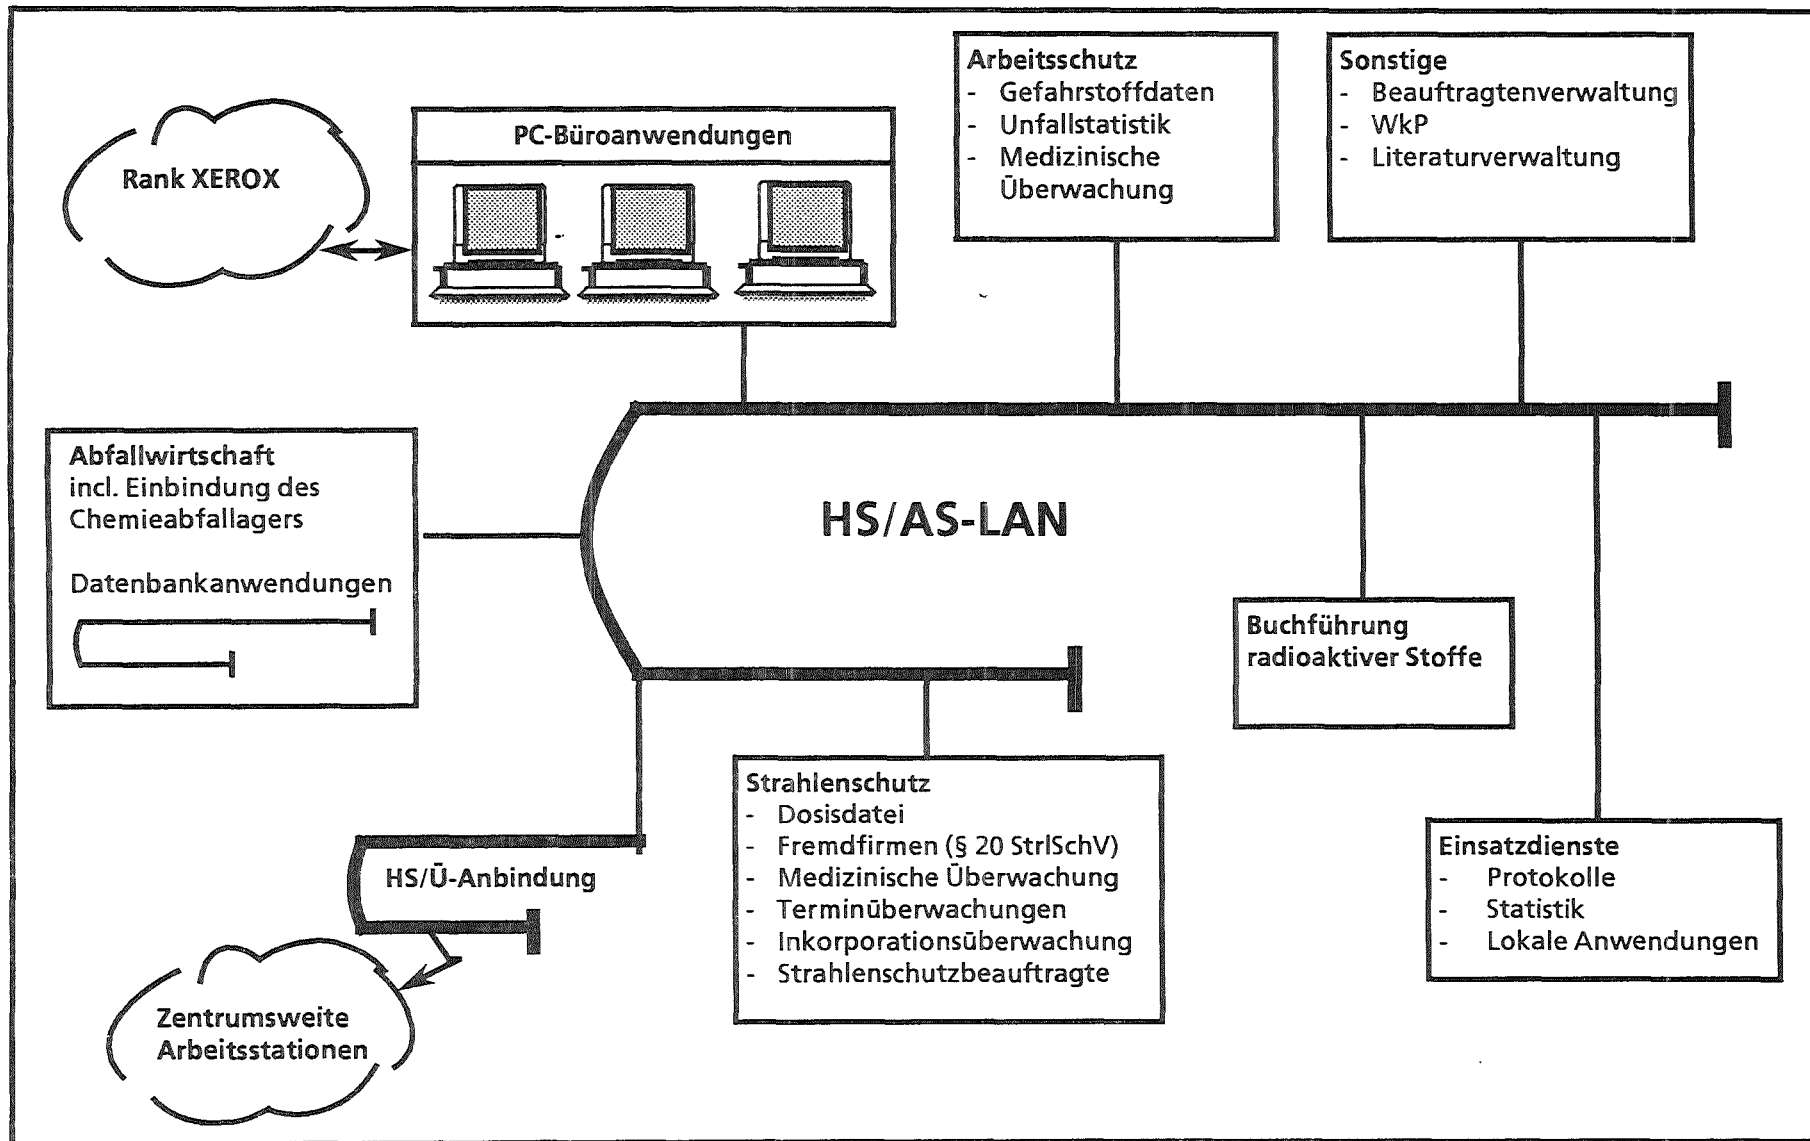 Rank XEROX
PC-Büroanwendungen
Arbeitsschutz
- Gefahrstoffdaten
- Unfallstatistik
- Medizinische
Überwachung
Sonstige
- Beauftragtenverwaltung
- WkP
- Literaturverwaltung
Abfallwirtschaft
incl. Einbindung des
Chemieabfallagers
Datenbankanwendungen
HS/AS-LAN
Buchführung
radioaktiver Stoffe
HS/Ü-Anbindung
Zentrumsweite
Arbeitsstationen
Strahlenschutz
- Dosisdatei
- Fremdfirmen (§ 20 StrlSchV)
- Medizinische Überwachung
- Terminüberwachungen
- Inkorporationsüberwachung
- Strahlenschutzbeauftragte
Einsatzdienste
- Protokolle
- Statistik
- Lokale Anwendungen